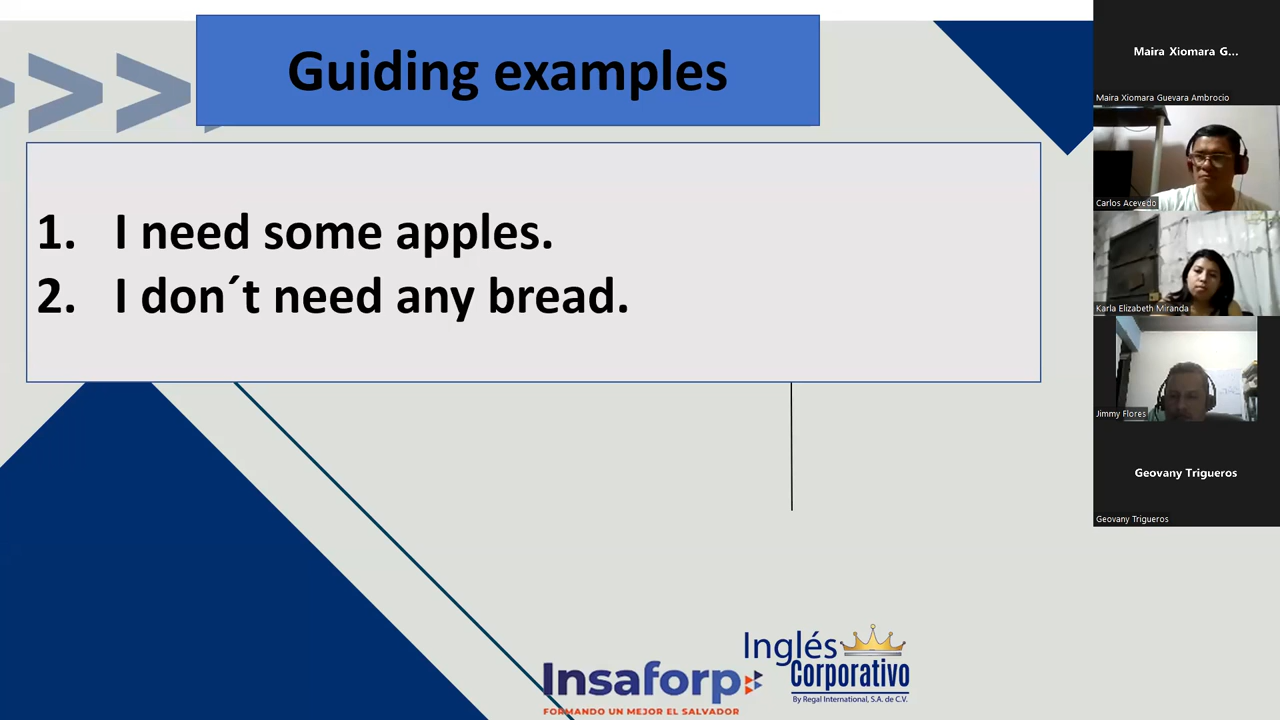 Guiding examples
1. I need some apples.
2. I don´t need any bread.
Maira Xiomara G...
Maira Xiomara Guevara Ambrocio
Carlos Acevedo
Karla Elizabeth Miranda
Jimmy Flores
Geovany Trigueros
Geovany Trigueros
Inglés
Corporativo
By Regal International, S.A. de C.V.
Insaforp
FORMANDO UN MEJOR EL SALVADOR